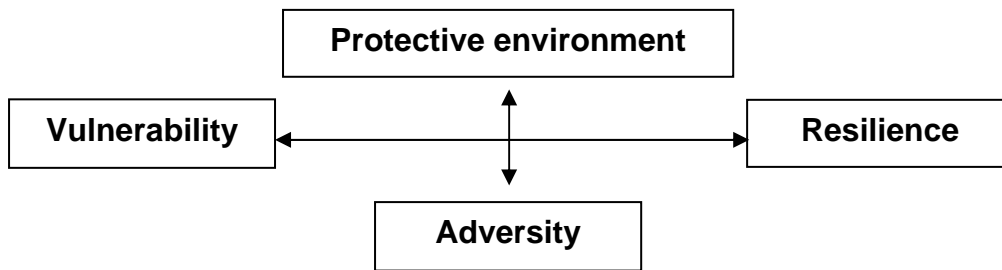 Protective environment
Vulnerability
Resilience
Adversity